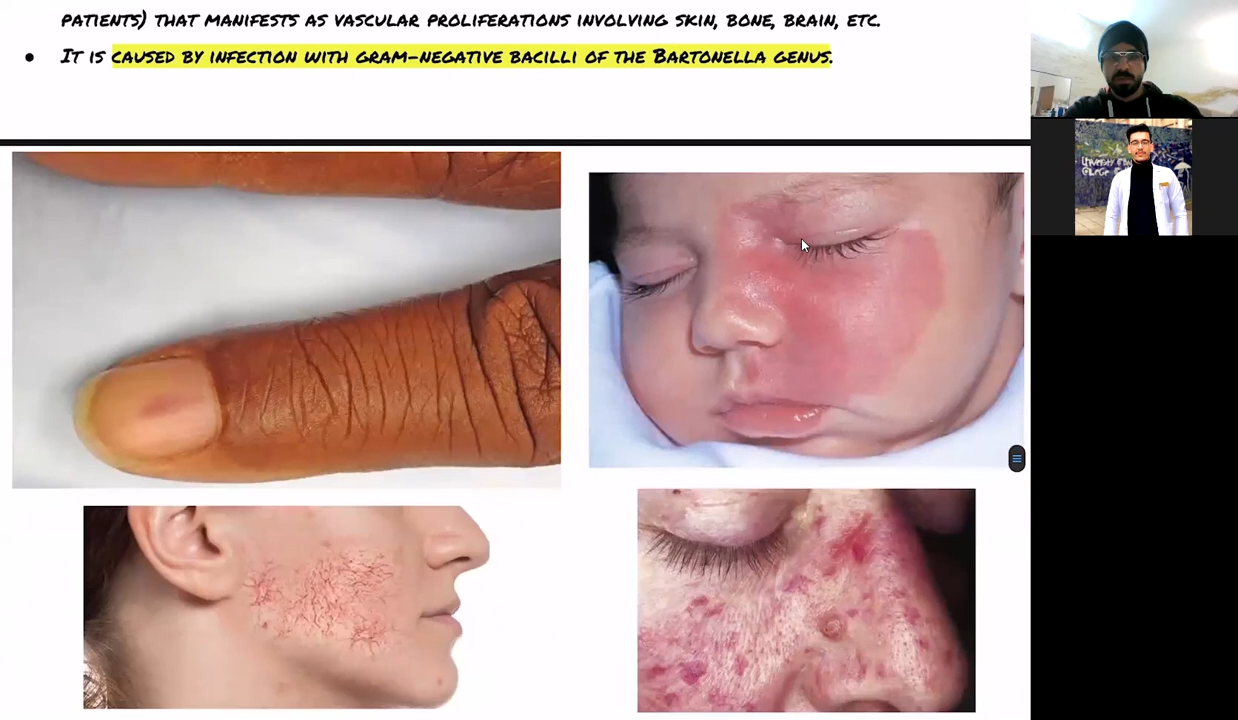 PATIENTS) THAT MANIFESTS AS VASCULAR PROLIFERATIONS INVOLVING SKIN, BONE, BRAIN, ETC.
● IT IS CAUSED BY INFECTION WITH GRAM-NEGATIVE BACILLI OF THE BARTONELLA GENUS.